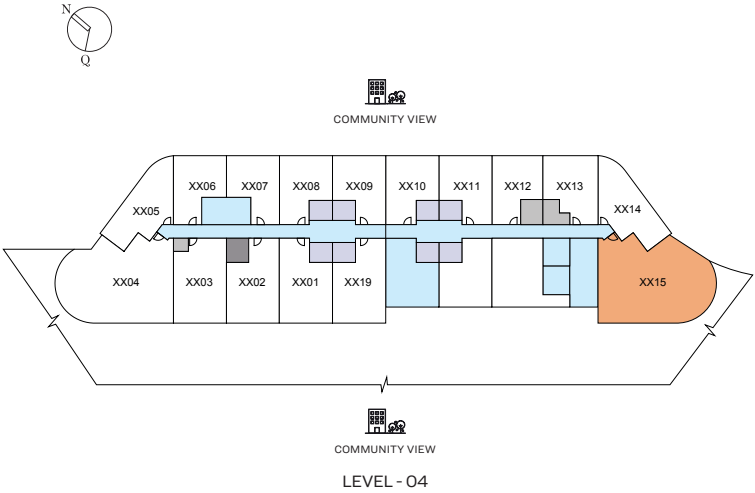 N
Q
COMMUNITY VIEW
XX06 XX07 XX08 XX09 XX10 XX11 XX12 XX13
XX05 XX14
XX04 XX03 XX02 XX01 XX19 XX15
COMMUNITY VIEW
LEVEL - 04